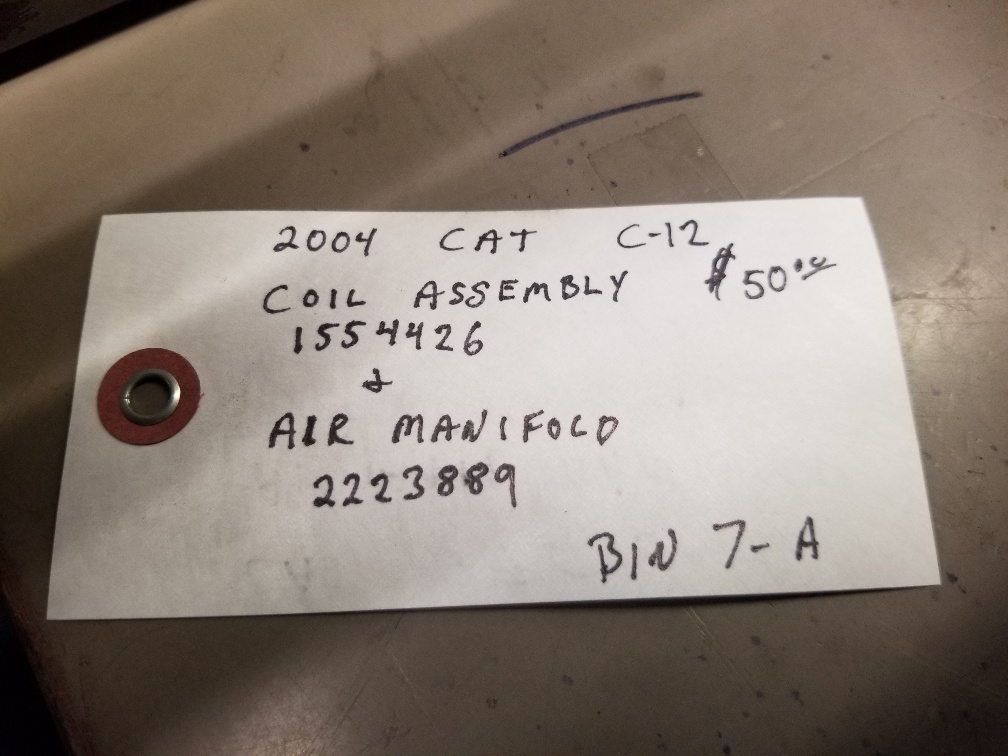 2004 CAT C-12
COIL ASSEMBLY $50.00
1554426
&
AIR MANIFOLD
2223889
BIN 7-A